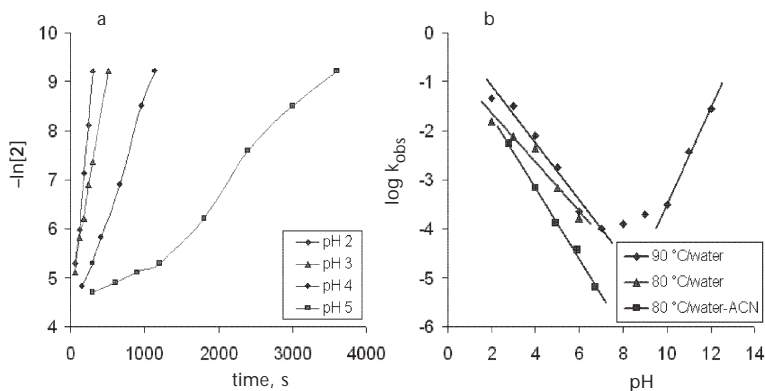 a
10
9
8
7
6
5
4
–ln[2]
0
1000
2000
3000
4000
time, s
pH 2
pH 3
pH 4
pH 5
b
0
-1
-2
-3
-4
-5
-6
log kobs
0
2
4
6
8
10
12
14
pH
90 °C/water
80 °C/water
80 °C/water-ACN